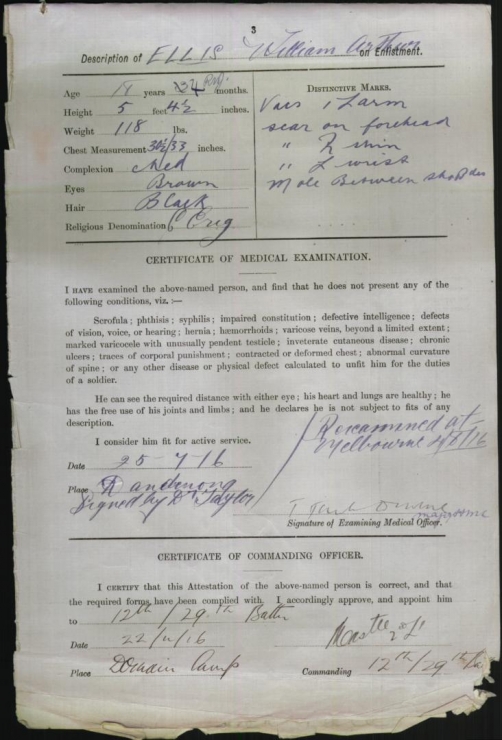 3
Description of ELLIS William Arthur on Enlistment.
Age 18 years months.
Height 5 feet 4½ inches.
Weight 118 lbs.
Chest Measurement 30½/33 inches.
Complexion Med
Eyes Brown
Hair Black
Religious Denomination C Eng
DISTINCTIVE MARKS.
Vacs 1 L arm
scar on forehead
" R shin
" L wrist
Mole Between shoulder
CERTIFICATE OF MEDICAL EXAMINATION.
I HAVE examined the above-named person, and find that he does not present any of the
following conditions, viz. :—
Scrofula; phthisis; syphilis; impaired constitution; defective intelligence; defects
of vision, voice, or hearing; hernia; hæmorrhoids; varicose veins, beyond a limited extent;
marked varicocele with unusually pendent testicle; inveterate cutaneous disease; chronic
ulcers; traces of corporal punishment; contracted or deformed chest; abnormal curvature
of spine; or any other disease or physical defect calculated to unfit him for the duties
of a soldier.
He can see the required distance with either eye; his heart and lungs are healthy; he
has the free use of his joints and limbs; and he declares he is not subject to fits of any
description.
I consider him fit for active service.
Reexamined at
Melbourne
Date 25-7-16
Place Dandenong
Signed by Dr Taylor
Signature of Examining Medical Officer.
CERTIFICATE OF COMMANDING OFFICER.
I CERTIFY that this Attestation of the above-named person is correct, and that
the required forms have been complied with. I accordingly approve, and appoint him
to 12th/29.th Battn
Date 22/11/16
2nd Lt
Place Domain Camp
Commanding 12th/29th